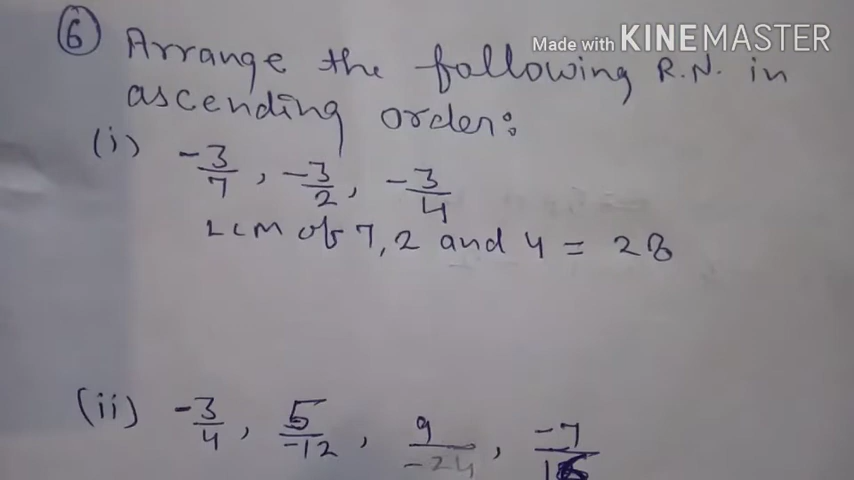 Made with KINEMASTER
⑥ Arrange the following R.N. in
ascending order:
(i) -3/7, -3/2, -3/4
LCM of 7, 2 and 4 = 28
(ii) -3/4, 5/-12, 9/-24, -7/16